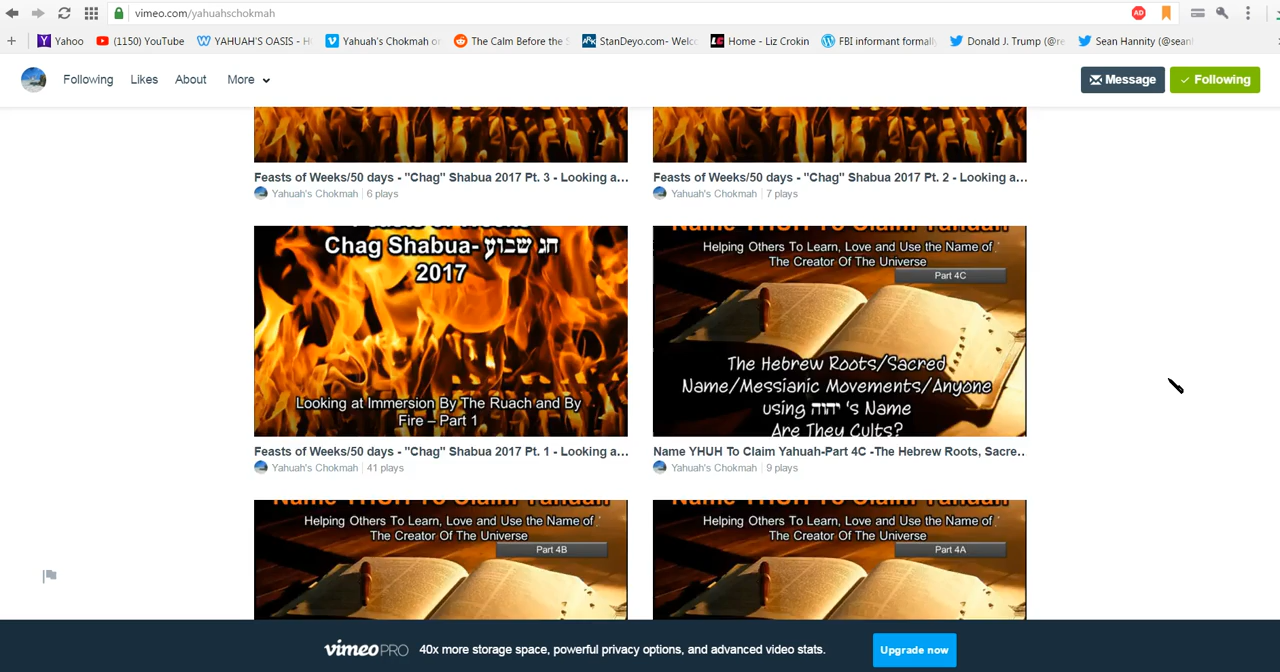 vimeo.com/yahuahschokmah
Yahoo
(1150) YouTube
YAHUAH'S OASIS - H
Yahuah's Chokmah o
The Calm Before the S
StanDeyo.com- Welc
Home - Liz Crokin
FBI informant formall
Donald J. Trump (@re
Sean Hannity (@sean
Following
Likes
About
More
Message
Following
Feasts of Weeks/50 days - "Chag" Shabua 2017 Pt. 3 - Looking a...
Yahuah's Chokmah
6 plays
Feasts of Weeks/50 days - "Chag" Shabua 2017 Pt. 2 - Looking a...
Yahuah's Chokmah
7 plays
Chag Shabua- חג שבוע
2017
Looking at Immersion By The Ruach and By
Fire – Part 1
Feasts of Weeks/50 days - "Chag" Shabua 2017 Pt. 1 - Looking a...
Yahuah's Chokmah
41 plays
Name YHUH To Claim Yahuah
Helping Others To Learn, Love and Use the Name of
The Creator Of The Universe
Part 4C
The Hebrew Roots/Sacred
Name/Messianic Movements/Anyone
using יהוה 's Name
Are They Cults?
Name YHUH To Claim Yahuah-Part 4C -The Hebrew Roots, Sacre..
Yahuah's Chokmah
9 plays
Name YHUH To Claim Yahuah
Helping Others To Learn, Love and Use the Name of
The Creator Of The Universe
Part 4B
Name YHUH To Claim Yahuah
Helping Others To Learn, Love and Use the Name of
The Creator Of The Universe
Part 4A
vimeo PRO
40x more storage space, powerful privacy options, and advanced video stats.
Upgrade now